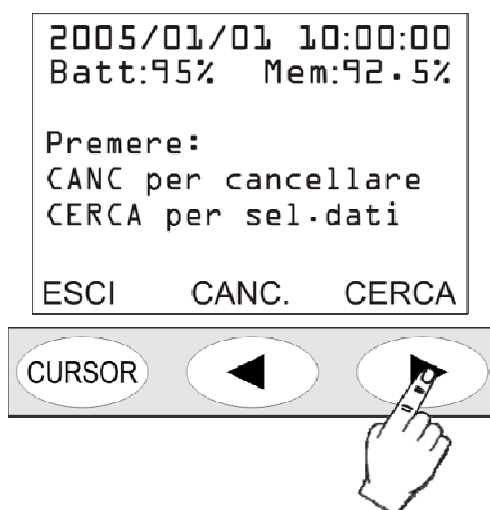 2005/01/01 10:00:00
Batt:95% Mem:92.5%
Premere:
CANC per cancellare
CERCA per sel.dati
ESCI CANC. CERCA
CURSOR